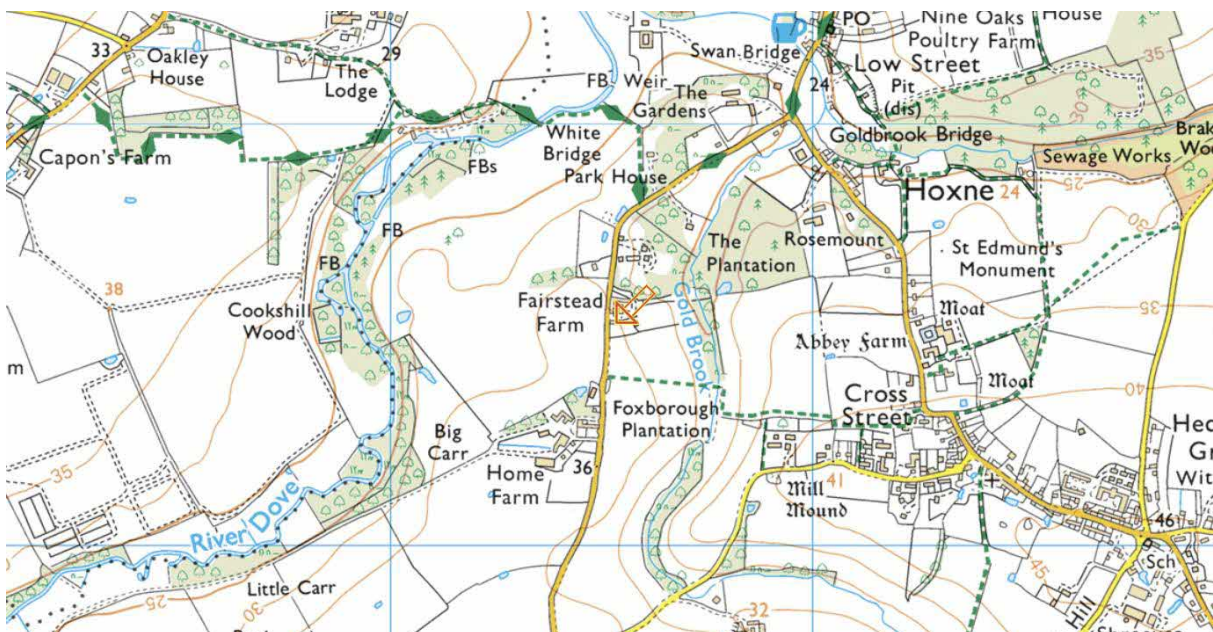 PO
Nine Oaks
Poultry Farm
House
33
Oakley
House
29
The
Lodge
Swan Bridge
Low Street
35
FB
Weir
24
Pit
(dis)
30
The
Gardens
Goldbrook Bridge
White
Bridge
Capon's Farm
FBs
Park House
Sewage Works
Hoxne
24
25
30
FB
The
Plantation
Rosemount
St Edmund's
Monument
FB
38
Cookshill
Wood
Fairstead
Farm
Gold Brook
Moat
35
Abbey Farm
m
Moat
40
Cross
Street
Foxborough
Plantation
Big
Carr
35
Home
Farm
36
41
Mill
Mound
River Dove
46
Sch
Little Carr
25
30
32
45
Hill